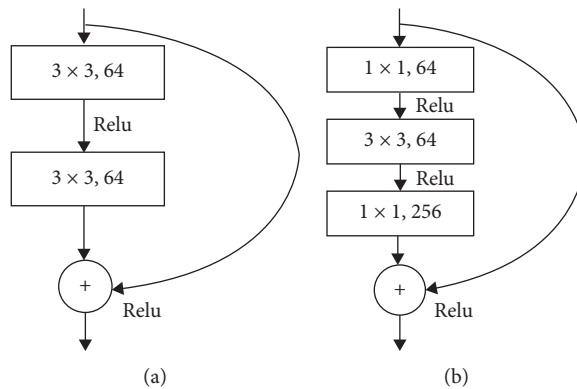 3 × 3, 64
Relu
3 × 3, 64
+
Relu
(a)
1 × 1, 64
Relu
3 × 3, 64
Relu
1 × 1, 256
+
Relu
(b)